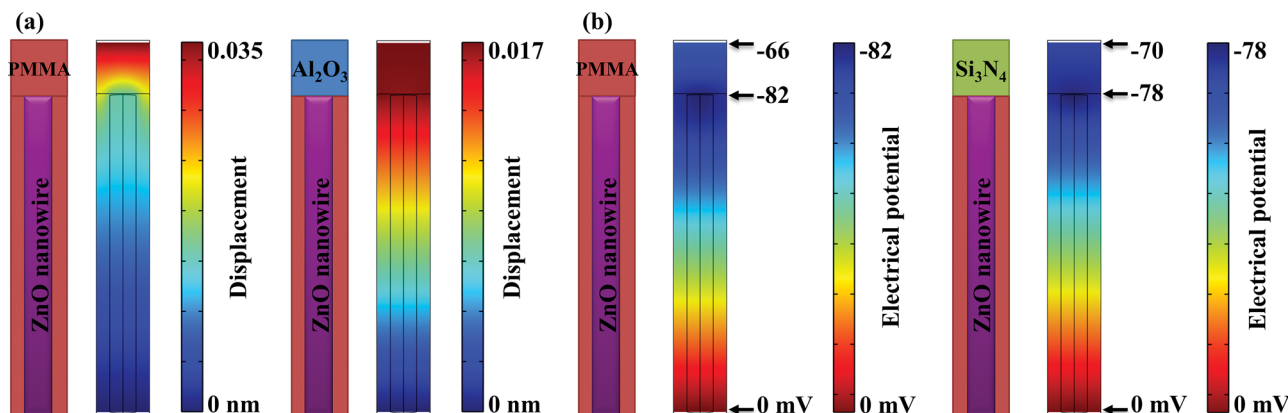 (a)
PMMA
ZnO nanowire
0.035
Displacement
0 nm
Al₂O₃
ZnO nanowire
0.017
Displacement
0 nm
(b)
PMMA
ZnO nanowire
-66
-82
0 mV
-82
Electrical potential
0 mV
Si₃N₄
ZnO nanowire
-70
-78
0 mV
-78
Electrical potential
0 mV